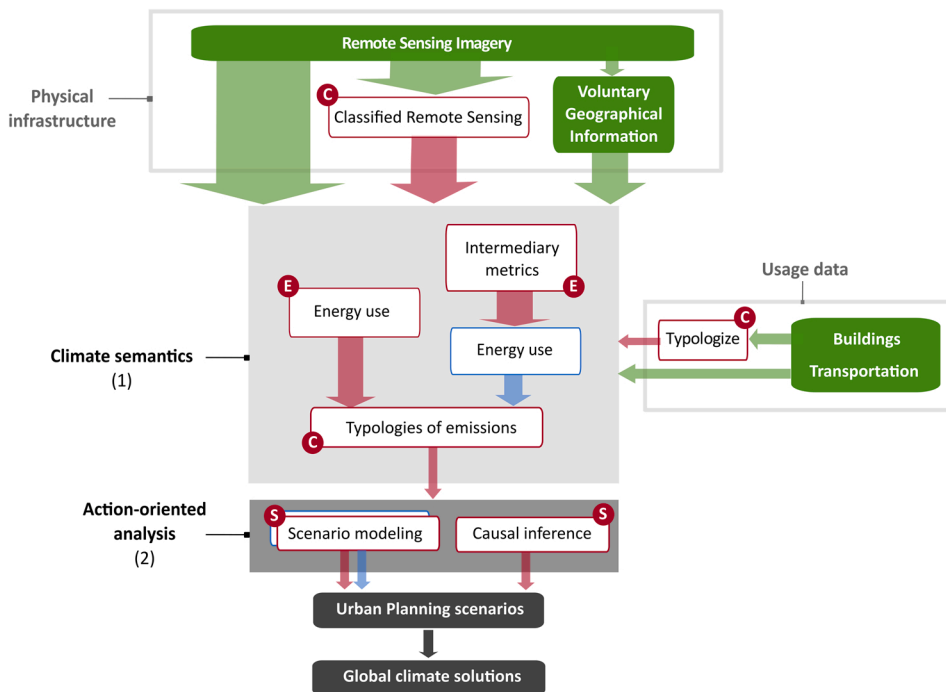 Remote Sensing Imagery
Physical
infrastructure
C
Classified Remote Sensing
Voluntary
Geographical
Information
Intermediary
metrics
E
Usage data
E
Energy use
C
Typologize
Buildings
Transportation
Energy use
Climate semantics
(1)
Typologies of emissions
C
Action-oriented
analysis
(2)
S
Scenario modeling
S
Causal inference
Urban Planning scenarios
Global climate solutions